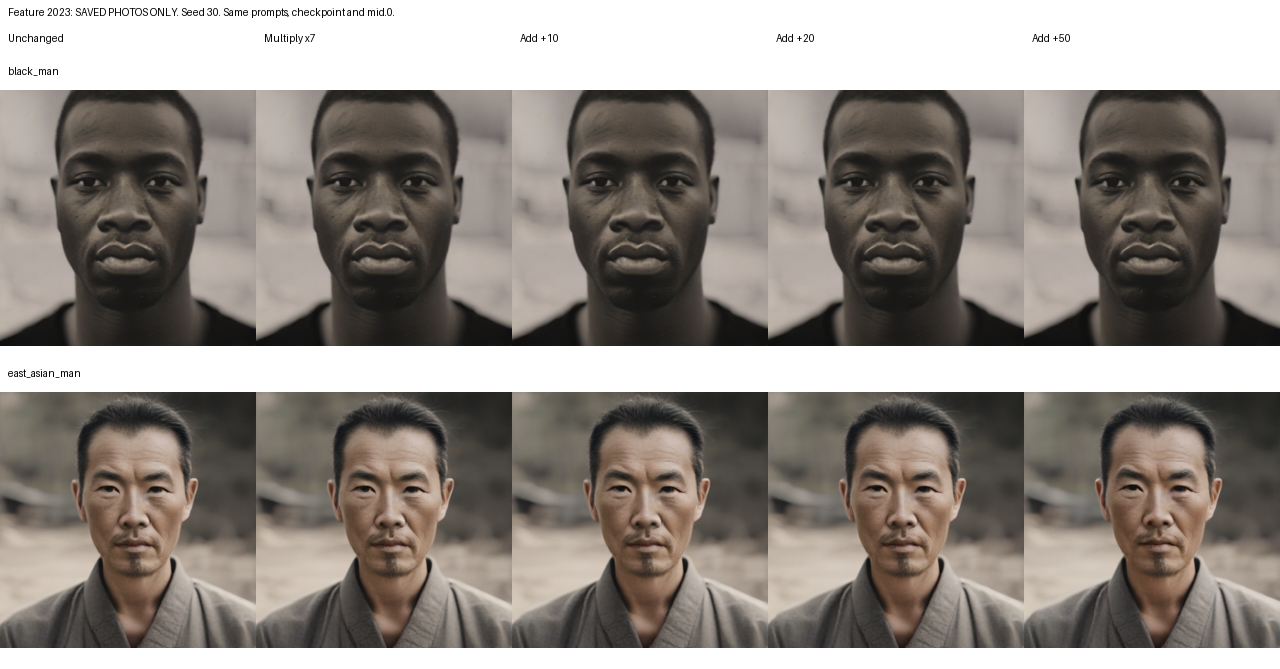 Feature 2023: SAVED PHOTOS ONLY. Seed 30. Same prompts, checkpoint and mid.0.
Unchanged Multiply x7 Add +10 Add +20 Add +50
black_man
east_asian_man